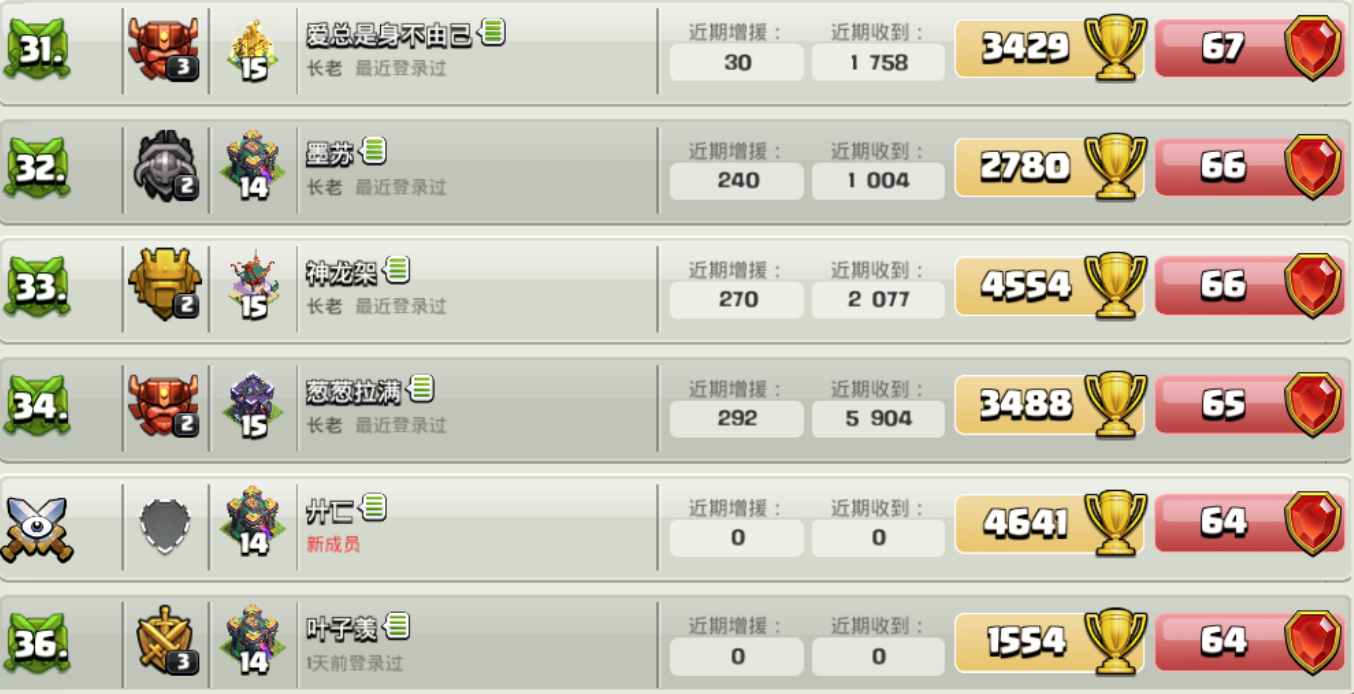 31.
3
15
爱总是身不由己
长老 最近登录过
近期增援：
30
近期收到：
1 758
3429
67
32.
2
14
墨苏
长老 最近登录过
近期增援：
240
近期收到：
1 004
2780
66
33.
2
15
神龙架
长老 最近登录过
近期增援：
270
近期收到：
2 077
4554
66
34.
2
15
葱葱拉满
长老 最近登录过
近期增援：
292
近期收到：
5 904
3488
65
14
廾匸
新成员
近期增援：
0
近期收到：
0
4641
64
36.
3
14
叶子羡
1天前登录过
近期增援：
0
近期收到：
0
1554
64